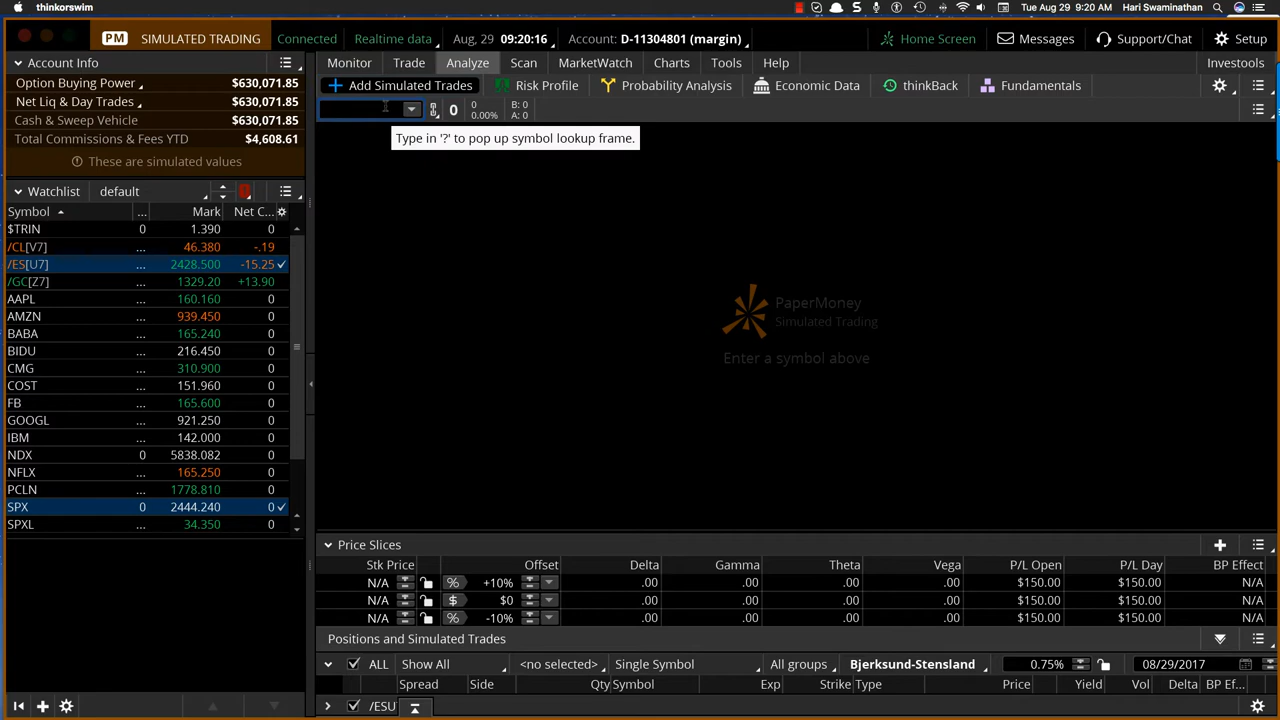 thinkorswim Tue Aug 29 9:20 AM Hari Swaminathan
PM SIMULATED TRADING Connected Realtime data Aug, 29 09:20:16 Account: D-11304801 (margin) Home Screen Messages Support/Chat Setup
Account Info
Option Buying Power $630,071.85
Net Liq & Day Trades $630,071.85
Cash & Sweep Vehicle $630,071.85
Total Commissions & Fees YTD $4,608.61
These are simulated values
Watchlist default
Symbol ... Mark Net C...
$TRIN 0 1.390 0
/CL[V7] ... 46.380 -.19
/ES[U7] ... 2428.500 -15.25
/GC[Z7] ... 1329.20 +13.90
AAPL ... 160.160 0
AMZN ... 939.450 0
BABA ... 165.240 0
BIDU ... 216.450 0
CMG ... 310.900 0
COST ... 151.960 0
FB ... 165.600 0
GOOGL ... 921.250 0
IBM ... 142.000 0
NDX ... 5838.082 0
NFLX ... 165.250 0
PCLN ... 1778.810 0
SPX 0 2444.240 0
SPXL ... 34.350 0
Monitor Trade Analyze Scan MarketWatch Charts Tools Help Investools
Add Simulated Trades Risk Profile Probability Analysis Economic Data thinkBack Fundamentals
0 0 B: 0
0.00% A: 0
Type in '?' to pop up symbol lookup frame.
PaperMoney
Simulated Trading
Enter a symbol above
Price Slices
Stk Price Offset Delta Gamma Theta Vega P/L Open P/L Day BP Effect
N/A % +10% .00 .00 .00 .00 $150.00 $150.00 N/A
N/A $ $0 .00 .00 .00 .00 $150.00 $150.00 N/A
N/A % -10% .00 .00 .00 .00 $150.00 $150.00 N/A
Positions and Simulated Trades
ALL Show All <no selected> Single Symbol All groups Bjerksund-Stensland 0.75% 08/29/2017
Spread Side Qty Symbol Exp Strike Type Price Yield Vol Delta BP Ef...
/ESU